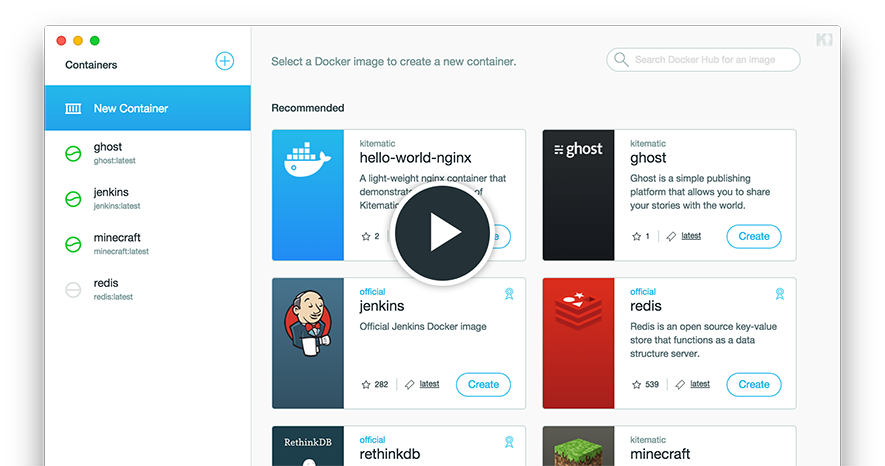 Containers
New Container
ghost
ghost:latest
jenkins
jenkins:latest
minecraft
minecraft:latest
redis
redis:latest
Select a Docker image to create a new container.
Search Docker Hub for an image
Recommended
kitematic
hello-world-nginx
A light-weight nginx container that
demonstrat of
Kitematic
2
kitematic
ghost
ghost
Ghost is a simple publishing
platform that allows you to share
your stories with the world.
1
latest
Create
official
jenkins
Official Jenkins Docker image
282
latest
Create
official
redis
Redis is an open source key-value
store that functions as a data
structure server.
539
latest
Create
RethinkDB
official
rethinkdb
kitematic
minecraft